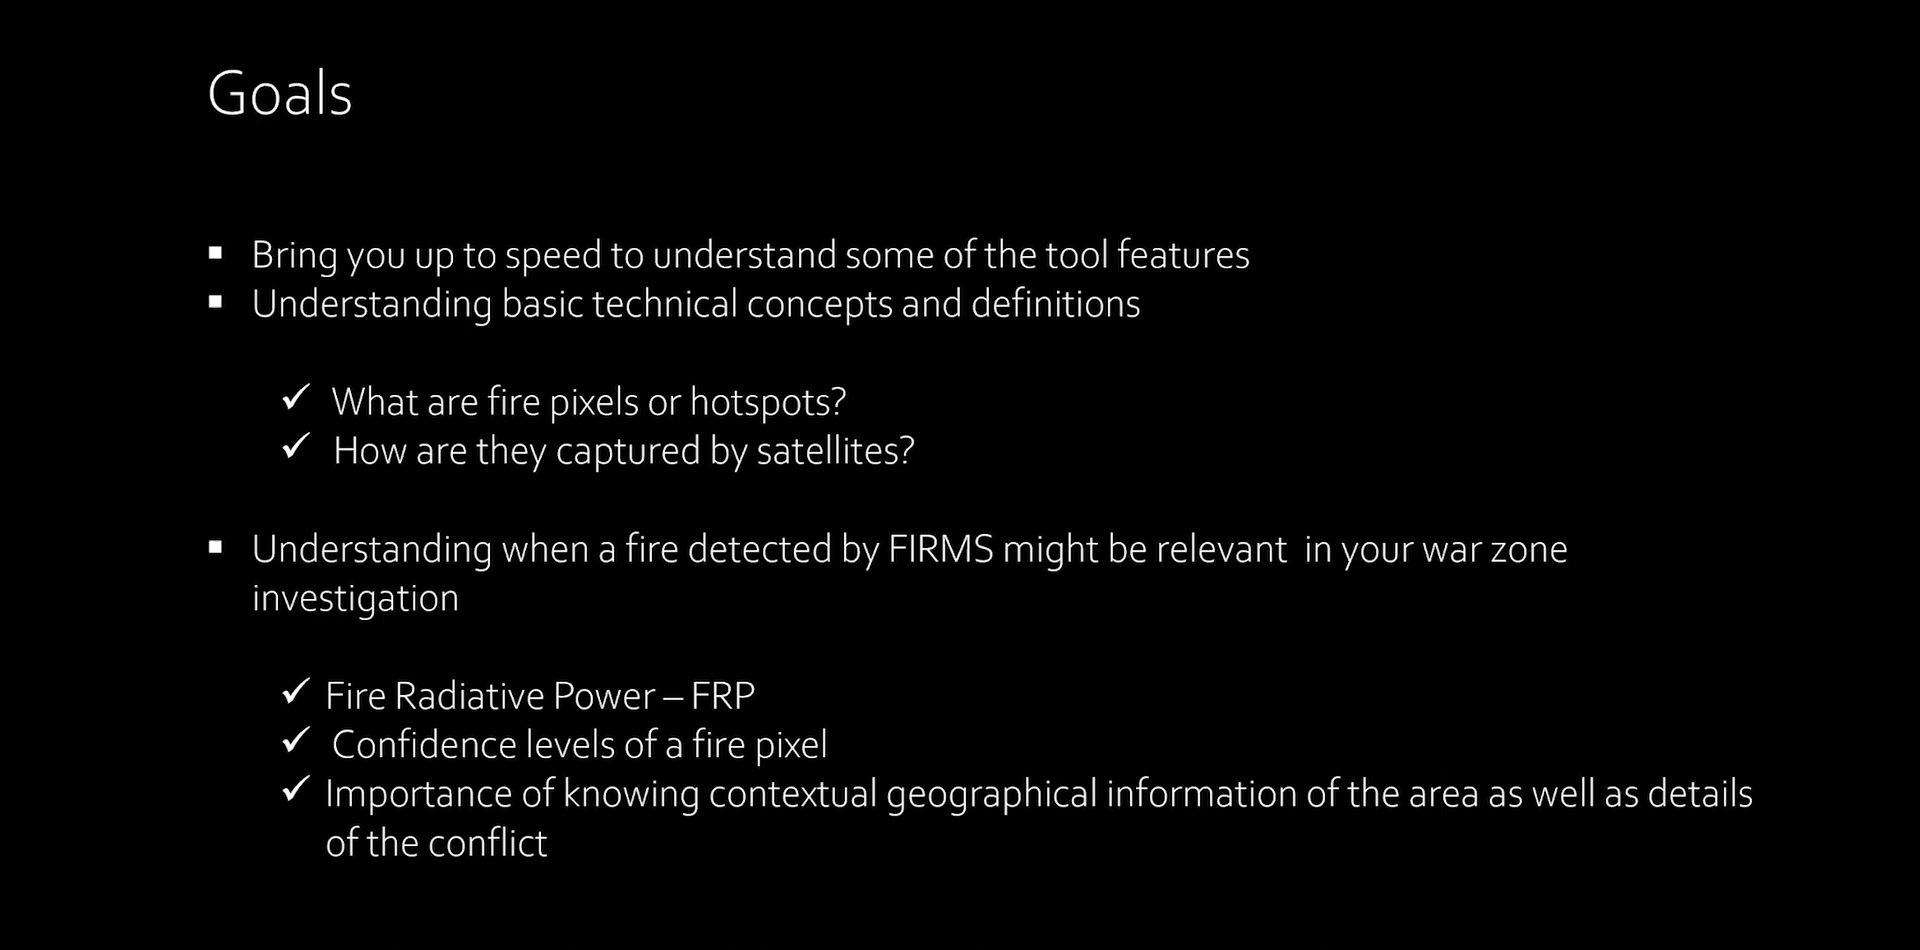 Goals
▪ Bring you up to speed to understand some of the tool features
▪ Understanding basic technical concepts and definitions
✓ What are fire pixels or hotspots?
✓ How are they captured by satellites?
▪ Understanding when a fire detected by FIRMS might be relevant  in your war zone
investigation
✓ Fire Radiative Power – FRP
✓ Confidence levels of a fire pixel
✓ Importance of knowing contextual geographical information of the area as well as details
of the conflict